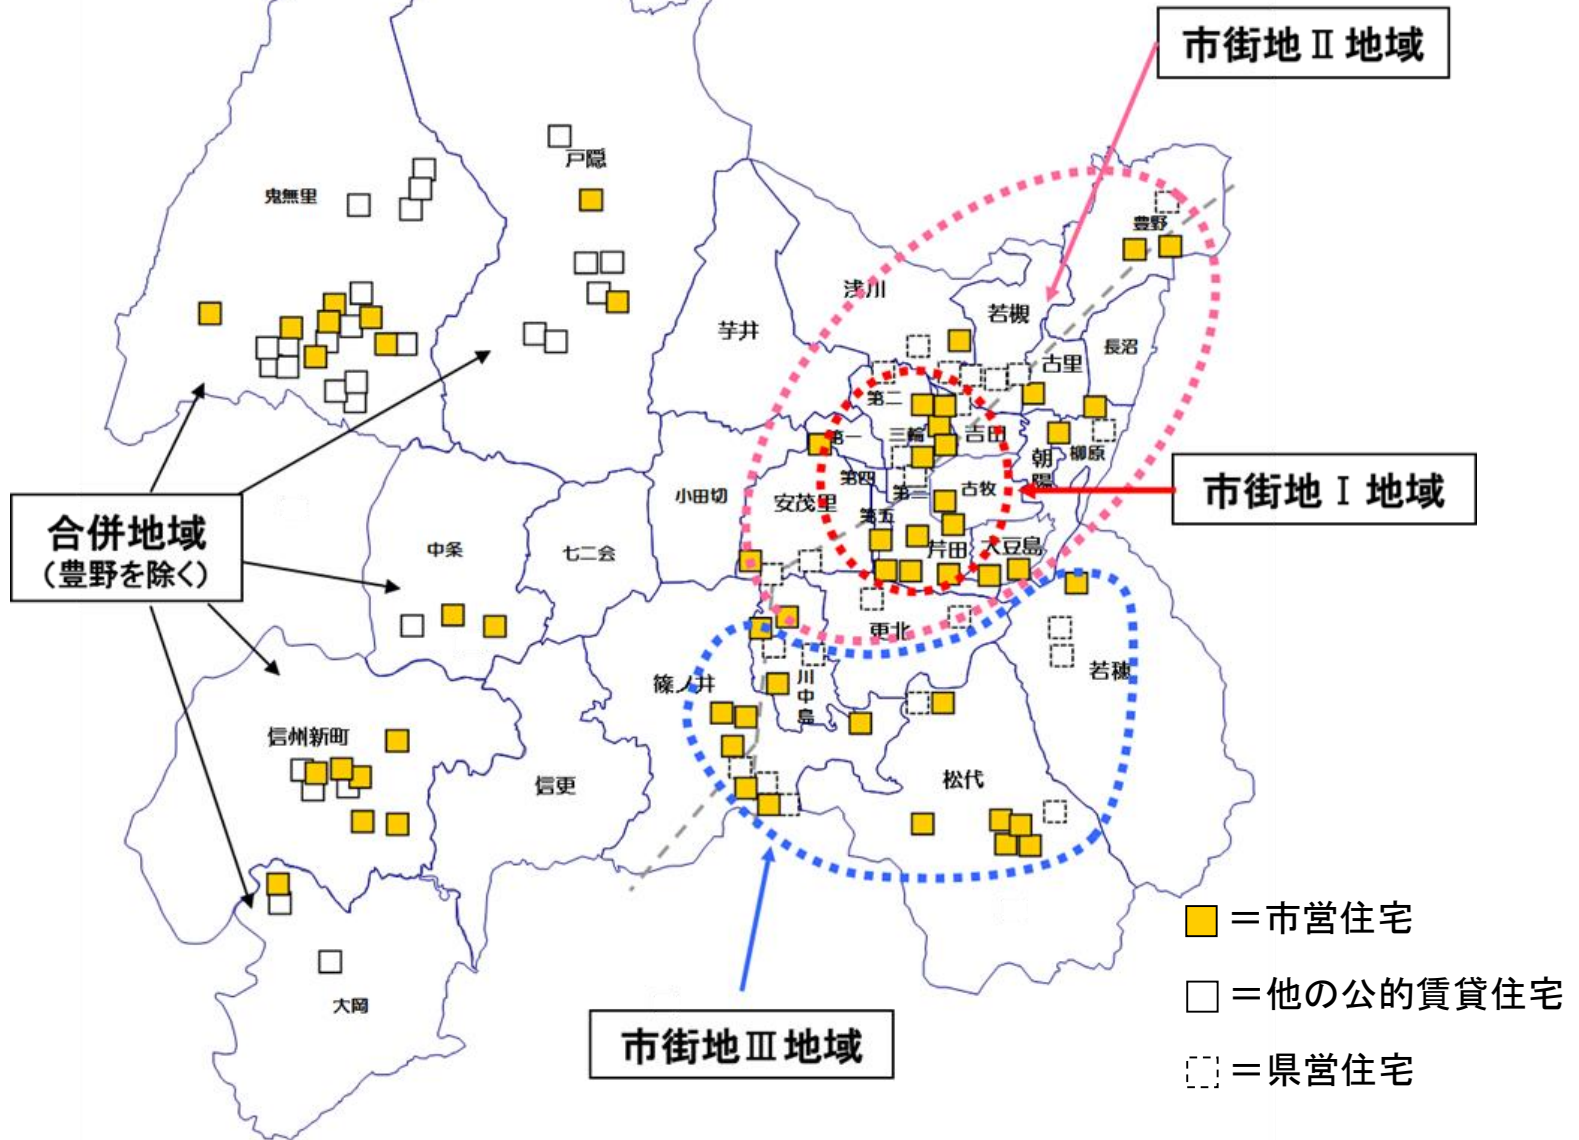 市街地Ⅱ地域
戸隠
鬼無里
豊野
浅川
若槻
芋井
古里
長沼
第二
第一
三輪
吉田
朝陽
柳原
市街地Ⅰ地域
第四
第三
古牧
小田切
安茂里
第五
芹田
大豆島
合併地域
（豊野を除く）
中条
七二会
更北
若穂
篠ノ井
川中島
信州新町
信更
松代
大岡
市街地Ⅲ地域
＝市営住宅
＝他の公的賃貸住宅
＝県営住宅